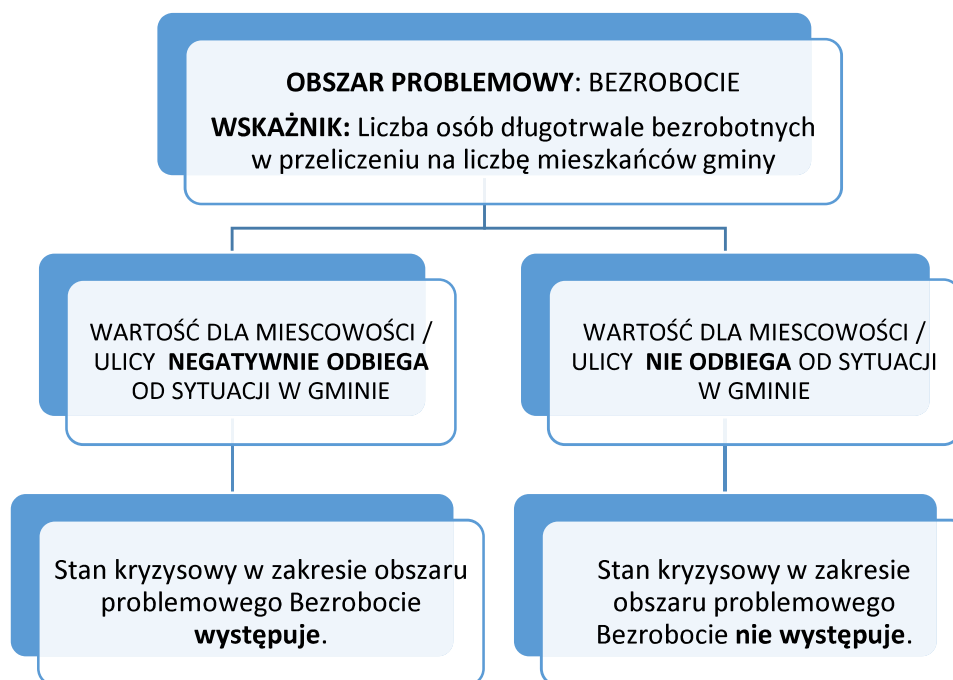 OBSZAR PROBLEMOWY: BEZROBOCIE
WSKAŻNIK: Liczba osób długotrwale bezrobotnych
w przeliczeniu na liczbę mieszkańców gminy
WARTOŚĆ DLA MIESCOWOŚCI /
ULICY NEGATYWNIE ODBIEGA
OD SYTUACJI W GMINIE
WARTOŚĆ DLA MIESCOWOŚCI /
ULICY NIE ODBIEGA OD SYTUACJI
W GMINIE
Stan kryzysowy w zakresie obszaru
problemowego Bezrobocie
występuje.
Stan kryzysowy w zakresie
obszaru problemowego
Bezrobocie nie występuje.